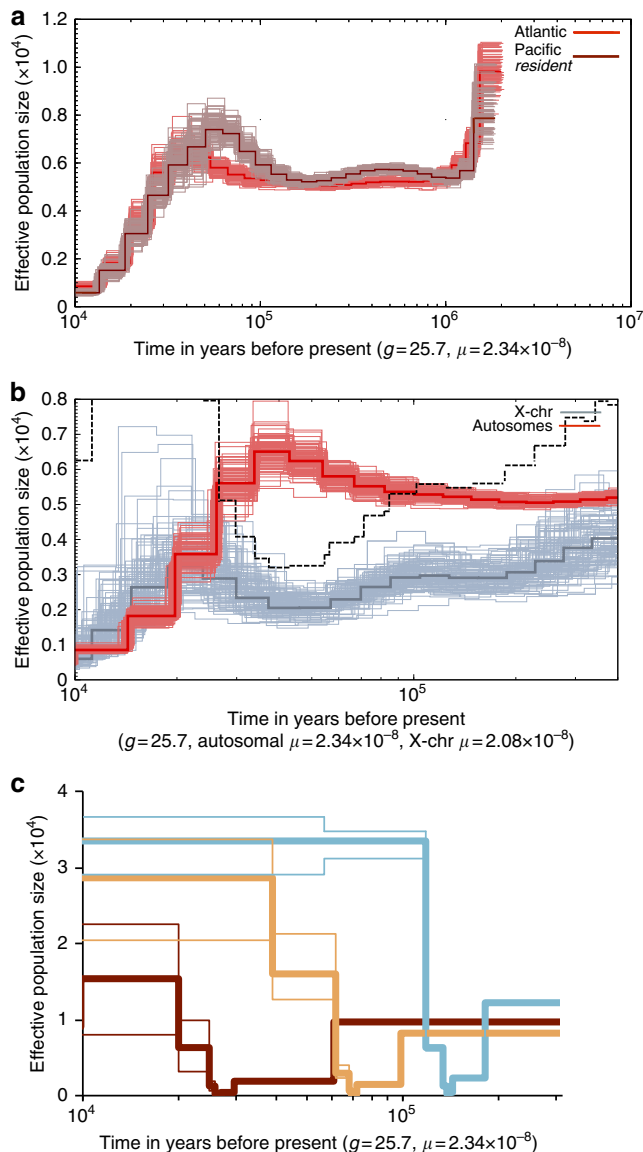 a
Effective population size (×10⁴)
1.2
1.0
0.8
0.6
0.4
0.2
0
Atlantic
Pacific
resident
10⁴
10⁵
10⁶
10⁷
Time in years before present (g=25.7, μ=2.34×10⁻⁸)
b
Effective population size (×10⁴)
0.8
0.7
0.6
0.5
0.4
0.3
0.2
0.1
0
X-chr
Autosomes
10⁴
10⁵
Time in years before present
(g=25.7, autosomal μ=2.34×10⁻⁸, X-chr μ=2.08×10⁻⁸)
c
Effective population size (×10⁴)
4
3
2
1
0
10⁴
10⁵
Time in years before present (g=25.7, μ=2.34×10⁻⁸)